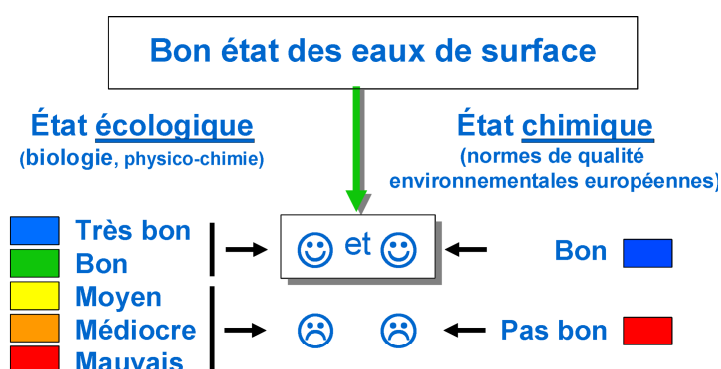 Bon état des eaux de surface
État écologique
(biologie, physico-chimie)
État chimique
(normes de qualité
environnementales européennes)
Très bon
Bon
Moyen
Médiocre
Mauvais
et
Bon
Pas bon